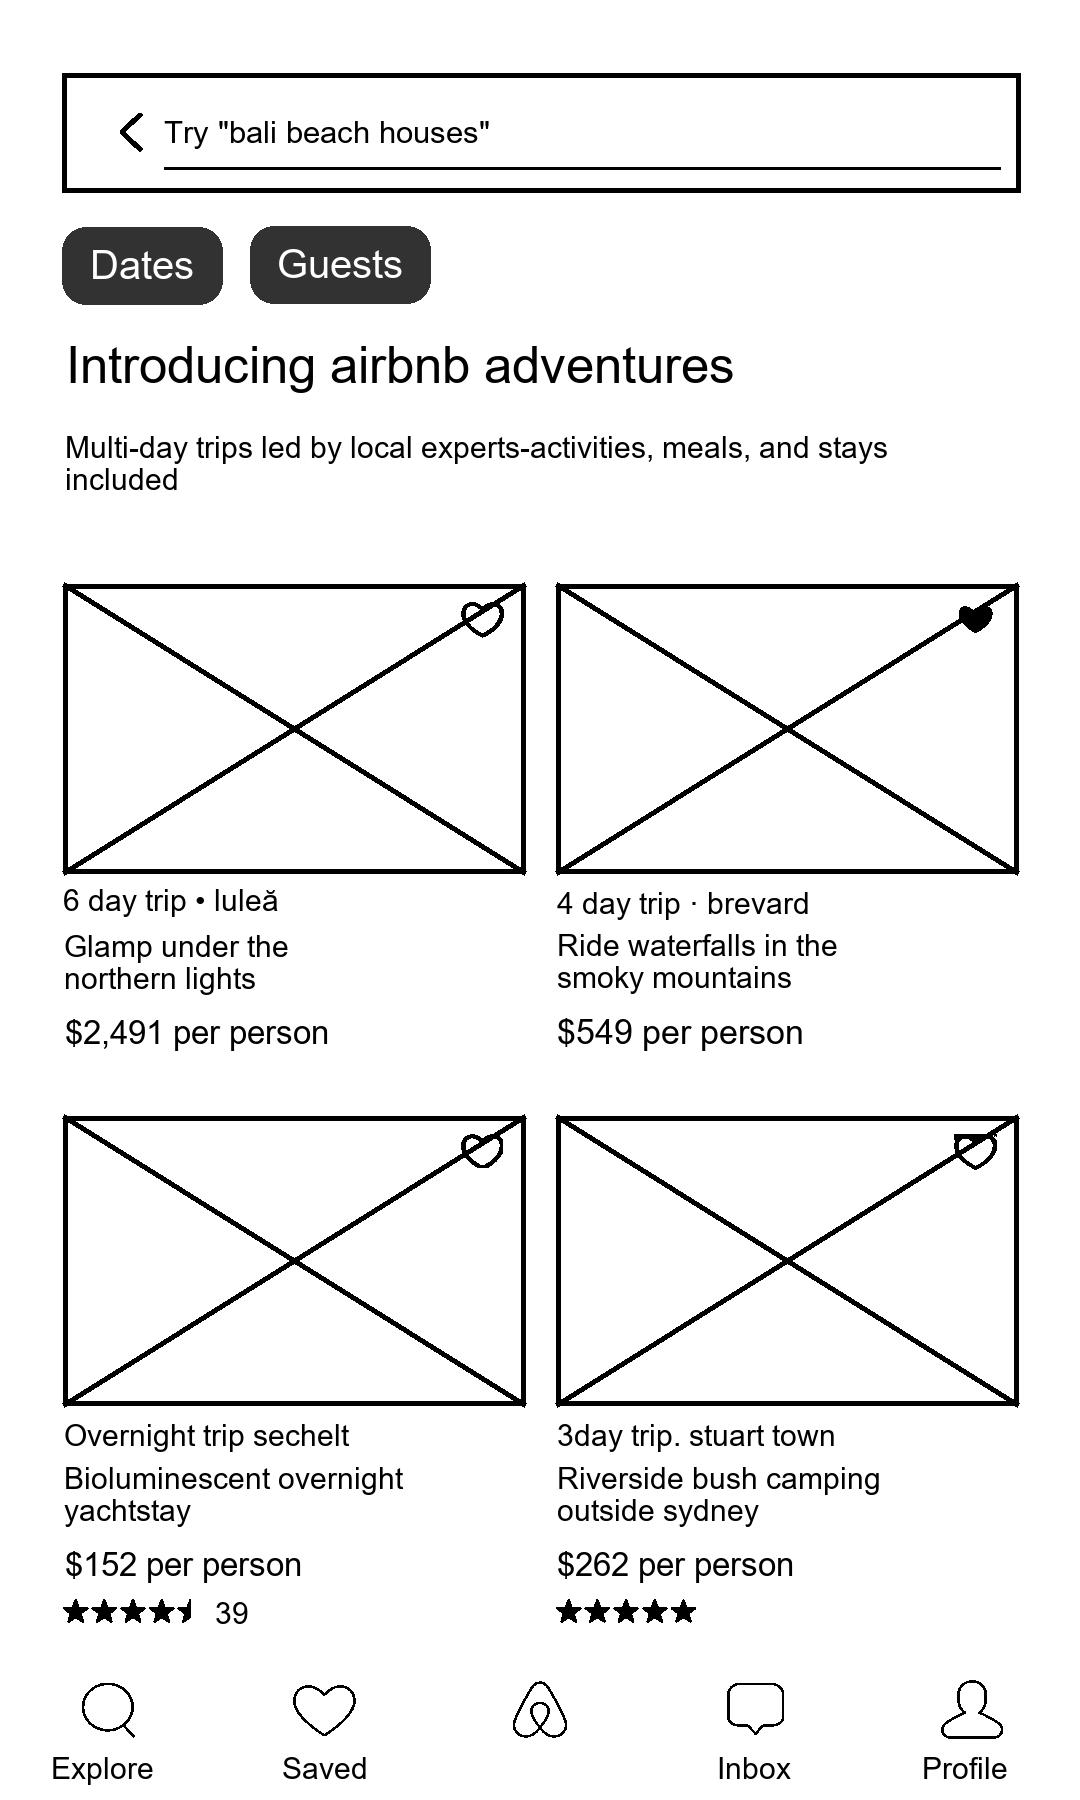 Try "bali beach houses"
Dates
Guests
Introducing airbnb adventures
Multi-day trips led by local experts-activities, meals, and stays
included
6 day trip • luleă
Glamp under the
northern lights
$2,491 per person
4 day trip · brevard
Ride waterfalls in the
smoky mountains
$549 per person
Overnight trip sechelt
Bioluminescent overnight
yachtstay
$152 per person
39
3day trip. stuart town
Riverside bush camping
outside sydney
$262 per person
Explore
Saved
Inbox
Profile